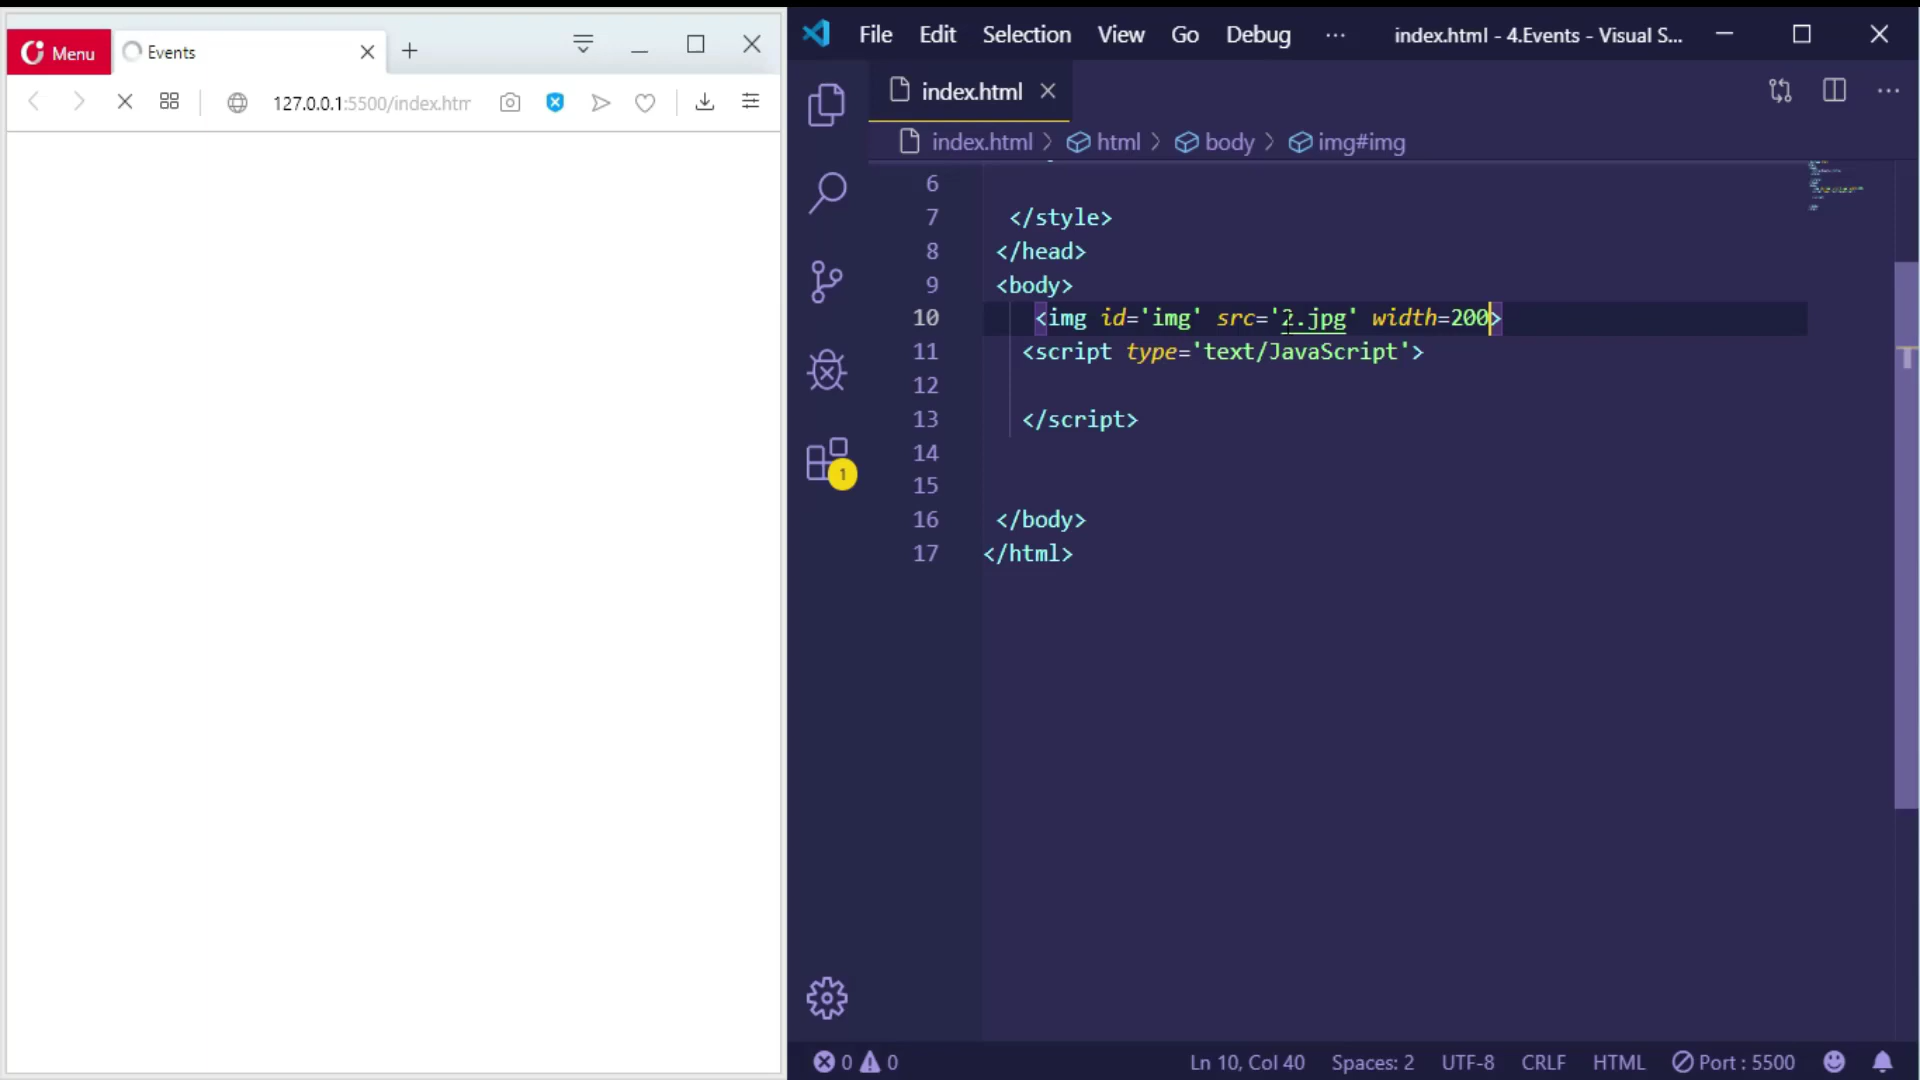 Menu
Events
127.0.0.1:5500/index.htm
File Edit Selection View Go Debug ··· index.html - 4.Events - Visual S...
index.html
index.html > html > body > img#img
6
7 </style>
8 </head>
9 <body>
10 <img id='img' src='2.jpg' width=200>
11 <script type='text/JavaScript'>
12
13 </script>
14
15
16 </body>
17 </html>
1
0 0 Ln 10, Col 40 Spaces: 2 UTF-8 CRLF HTML Port : 5500